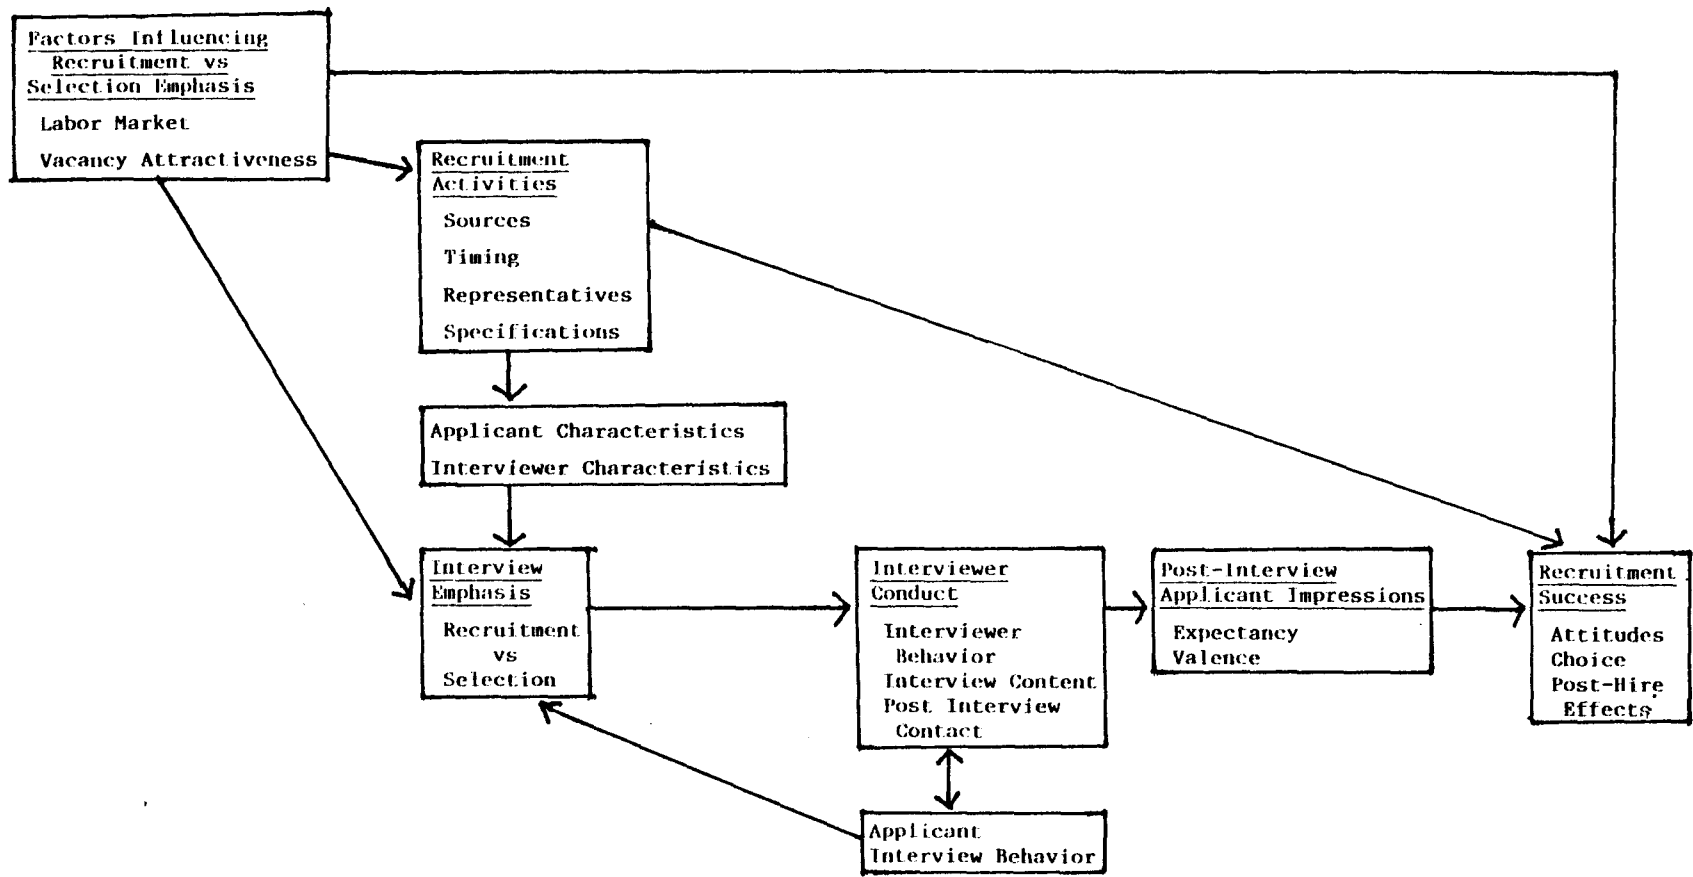 Factors Influencing
Recruitment vs
Selection Emphasis
Labor Market
Vacancy Attractiveness
Recruitment
Activities
Sources
Timing
Representatives
Specifications
Applicant Characteristics
Interviewer Characteristics
Interview
Emphasis
Recruitment
vs
Selection
Interviewer
Conduct
Interviewer
Behavior
Interview Content
Post Interview
Contact
Post-Interview
Applicant Impressions
Expectancy
Valence
Recruitment
Success
Attitudes
Choice
Post-Hire
Effects
Applicant
Interview Behavior